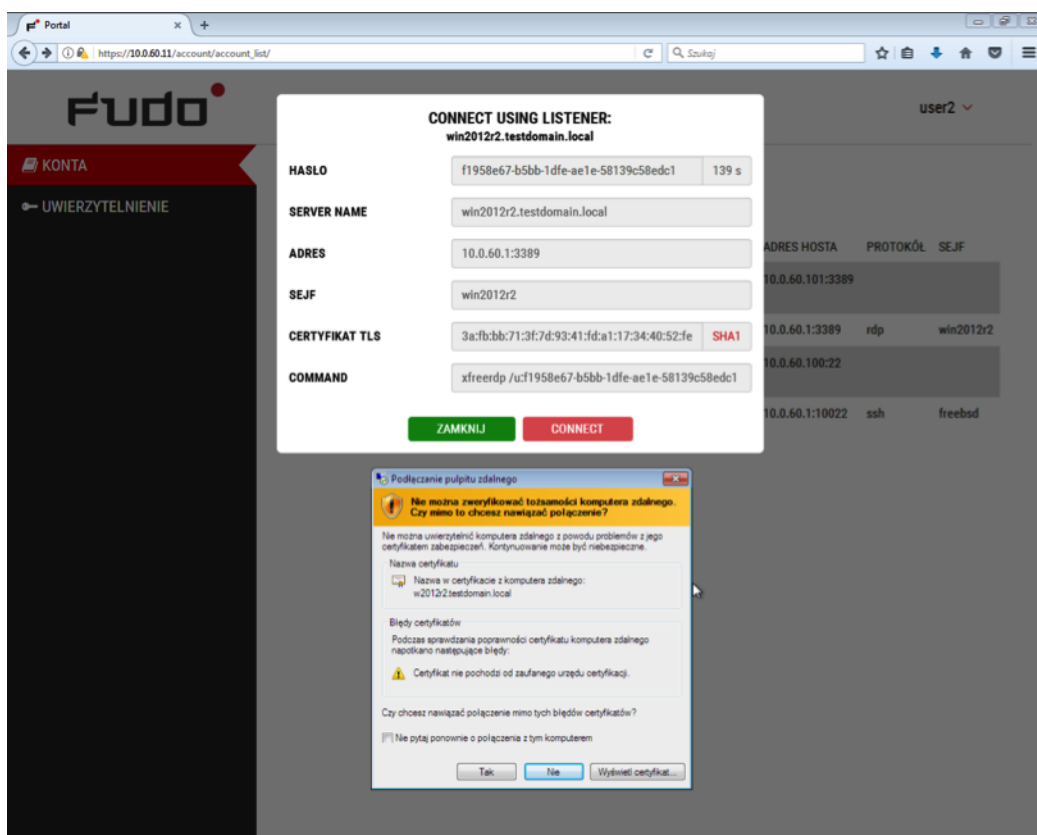 Portal
https://10.0.60.11/account/account_list/
Szukaj
Fudo
user2
KONTA
UWIERZYTELNIENIE
CONNECT USING LISTENER:
win2012r2.testdomain.local
HASŁO f1958e67-b5bb-1dfe-ae1e-58139c58edc1 139 s
SERVER NAME win2012r2.testdomain.local
ADRES 10.0.60.1:3389
SEJF win2012r2
CERTYFIKAT TLS 3a:fb:bb:71:3f:7d:93:41:fd:a1:17:34:40:52:fe SHA1
COMMAND xfreerdp /u:f1958e67-b5bb-1dfe-ae1e-58139c58edc1
ZAMKNIJ CONNECT
ADRES HOSTA PROTOKÓŁ SEJF
10.0.60.101:3389
10.0.60.1:3389 rdp win2012r2
10.0.60.100:22
10.0.60.1:10022 ssh freebsd
Podłączanie pulpitu zdalnego
Nie można zweryfikować tożsamości komputera zdalnego.
Czy mimo to chcesz nawiązać połączenie?
Nie można uwierzytelnić komputera zdalnego z powodu problemów z jego
certyfikatem zabezpieczeń. Kontynuowanie może być niebezpieczne.
Nazwa certyfikatu
Nazwa w certyfikacie z komputera zdalnego:
w2012r2.testdomain.local
Błędy certyfikatów
Podczas sprawdzania poprawności certyfikatu komputera zdalnego
napotkano następujące błędy:
Certyfikat nie pochodzi od zaufanego urzędu certyfikacji.
Czy chcesz nawiązać połączenie mimo tych błędów certyfikatów?
Nie pytaj ponownie o połączenia z tym komputerem
Tak Nie Wyświetl certyfikat...